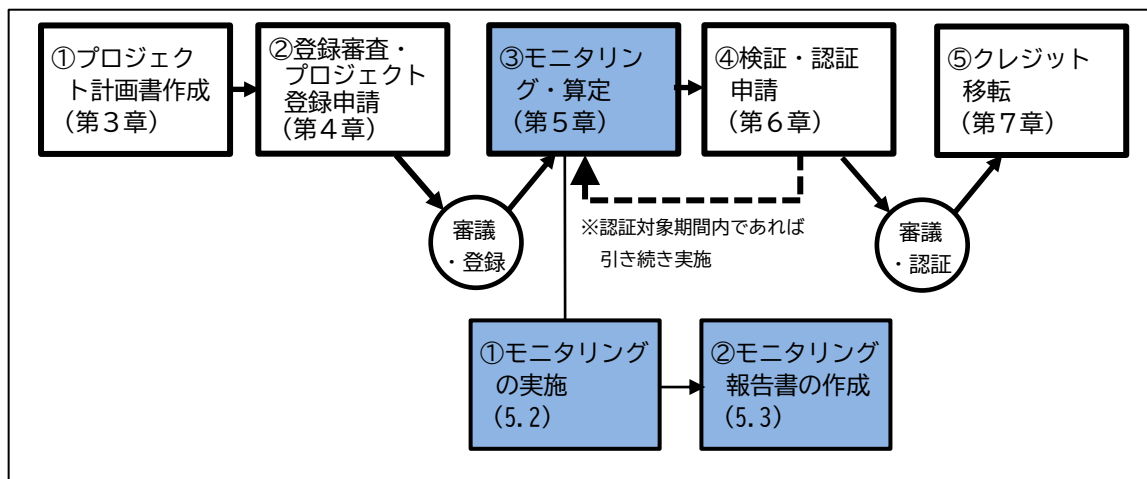 ①プロジェク
ト計画書作成
（第３章）
②登録審査・
プロジェクト
登録申請
（第４章）
③モニタリン
グ・算定
（第５章）
④検証・認証
申請
（第６章）
⑤クレジット
移転
（第７章）
審議
・登録
※認証対象期間内であれば
引き続き実施
審議
・認証
①モニタリング
の実施
(5.2)
②モニタリング
報告書の作成
(5.3)